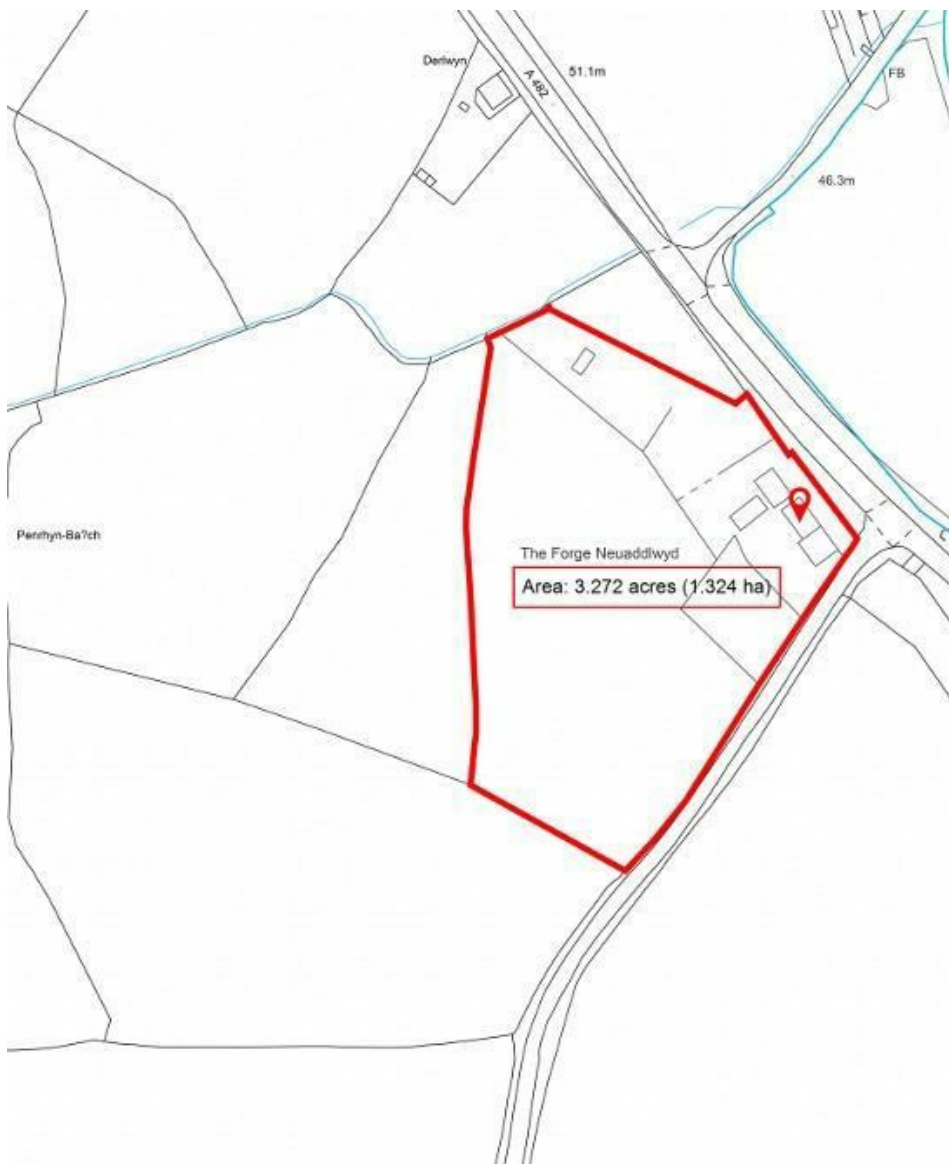 Derlwyn
A 482
51.1m
FB
46.3m
Penrhyn-Ba?ch
The Forge Neuaddlwyd
Area: 3.272 acres (1.324 ha)